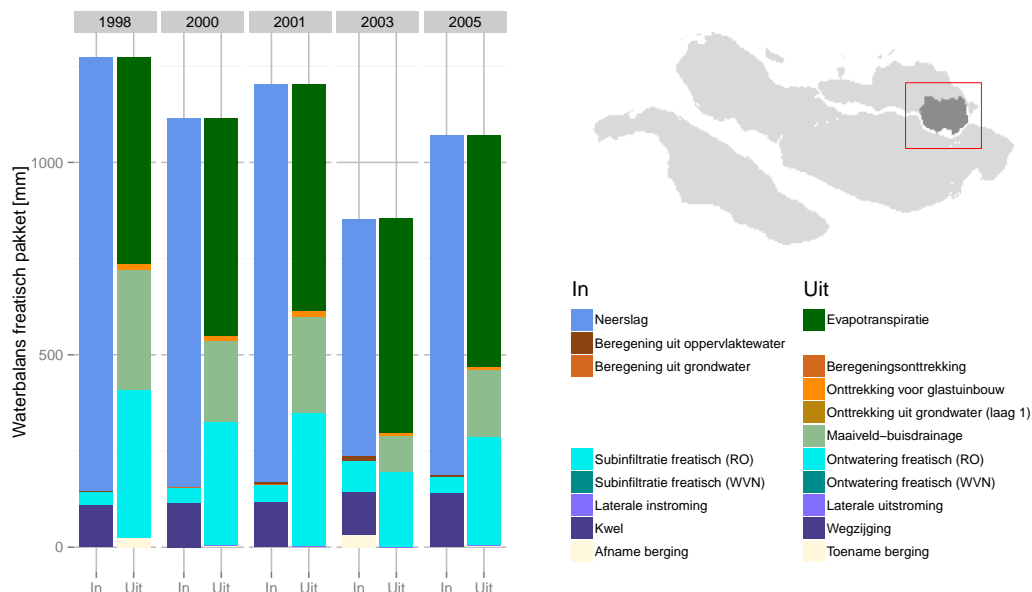 1998 2000 2001 2003 2005
Waterbalans freatisch pakket [mm]
1000
500
0
In Uit In Uit In Uit In Uit In Uit
In
Neerslag
Beregening uit oppervlaktewater
Beregening uit grondwater
Subinfiltratie freatisch (RO)
Subinfiltratie freatisch (WVN)
Laterale instroming
Kwel
Afname berging
Uit
Evapotranspiratie
Beregeningsonttrekking
Onttrekking voor glastuinbouw
Onttrekking uit grondwater (laag 1)
Maaiveld−buisdrainage
Ontwatering freatisch (RO)
Ontwatering freatisch (WVN)
Laterale uitstroming
Wegzijging
Toename berging